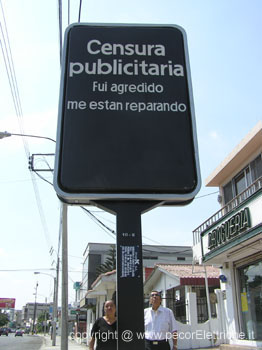 Censura
publicitaria
Fui agredido
me estan reparando
copyright @ www.pecorElettriche.it